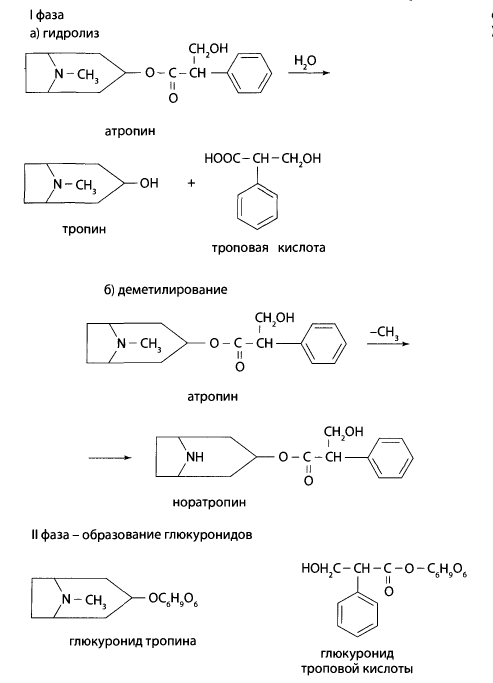 I фаза
а) гидролиз
CH₂OH
N–CH₃ –O–C–CH– H₂O
O
атропин
HOOC–CH–CH₂OH
N–CH₃ –OH +
тропин
троповая кислота
б) деметилирование
CH₂OH
N–CH₃ –O–C–CH– –CH₃
O
атропин
CH₂OH
NH –O–C–CH–
O
норатропин
II фаза – образование глюкуронидов
HOH₂C–CH–C–O–C₆H₉O₆
O
N–CH₃ –OC₆H₉O₆
глюкуронид тропина
глюкуронид
троповой кислоты